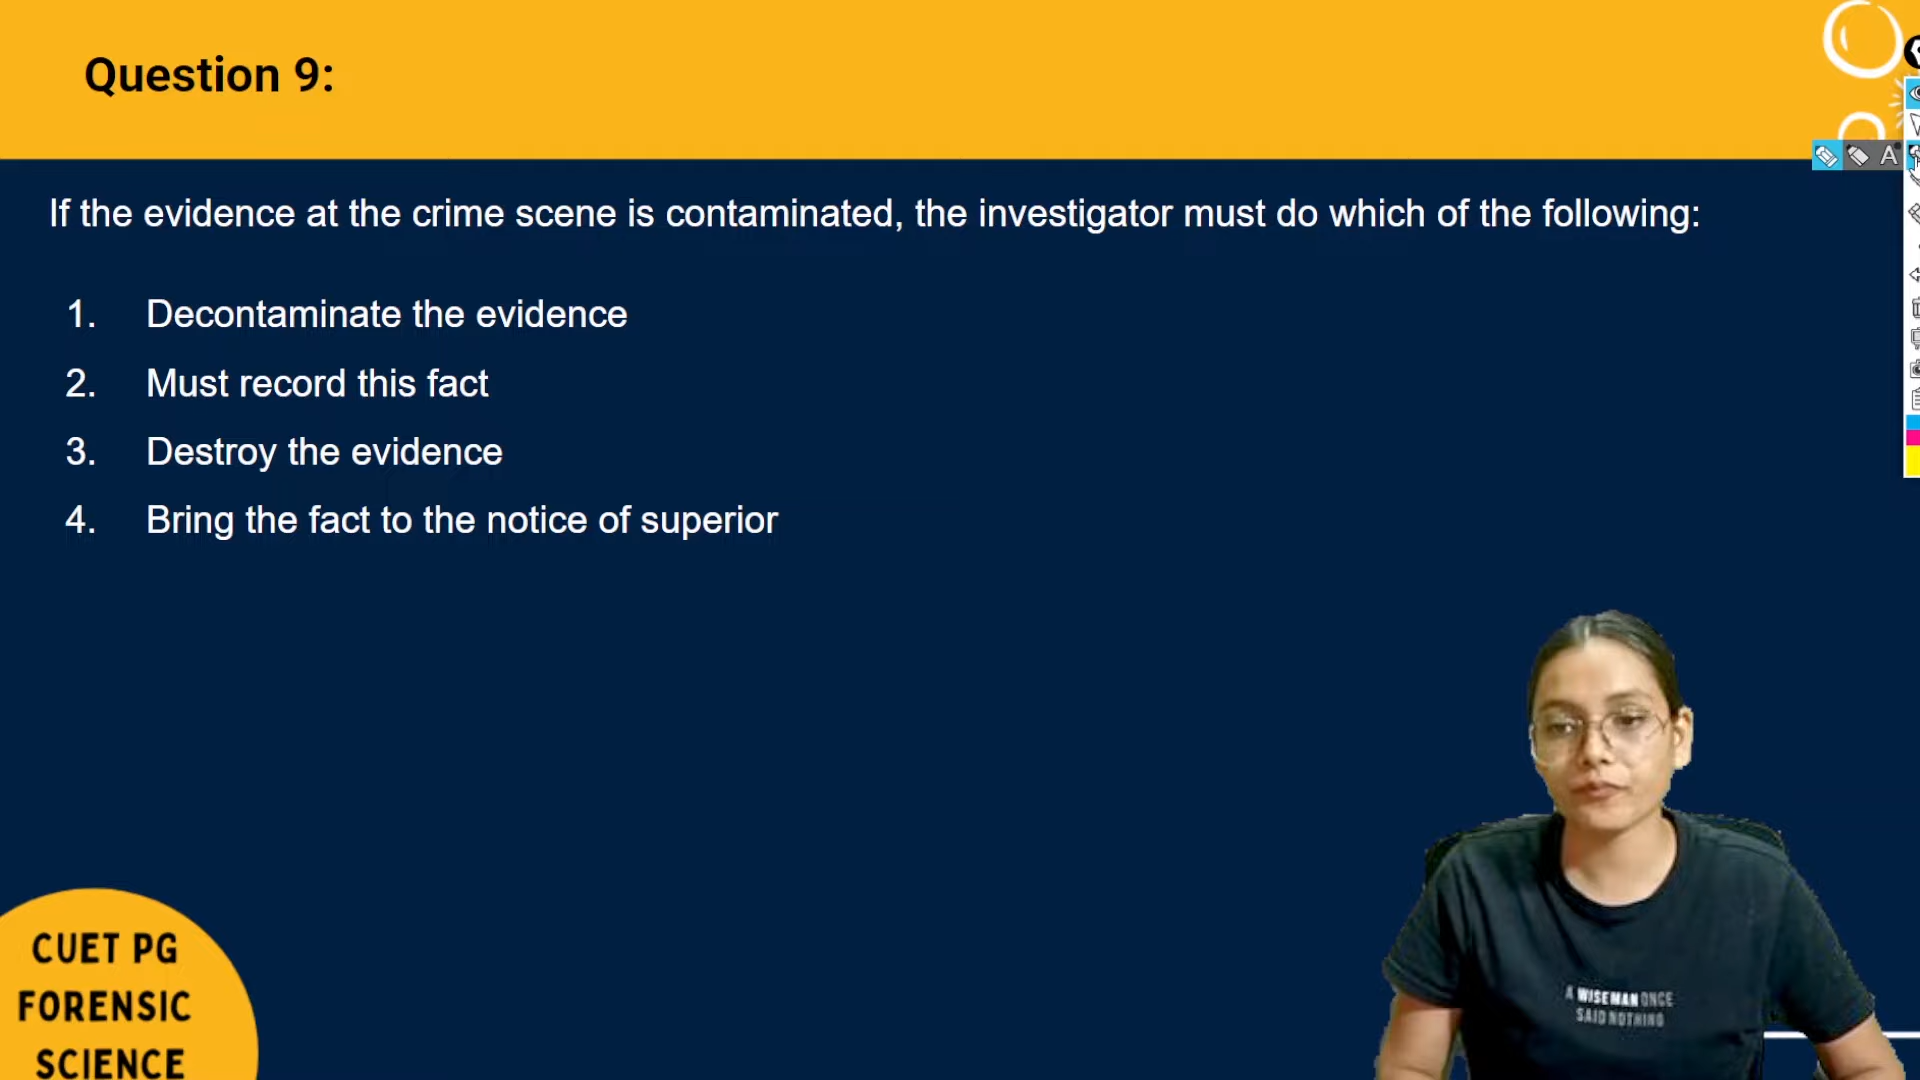 Question 9:
If the evidence at the crime scene is contaminated, the investigator must do which of the following:
1. Decontaminate the evidence
2. Must record this fact
3. Destroy the evidence
4. Bring the fact to the notice of superior
A
CUET PG
FORENSIC
SCIENCE
A WISEMAN ONCE
SAID NOTHING